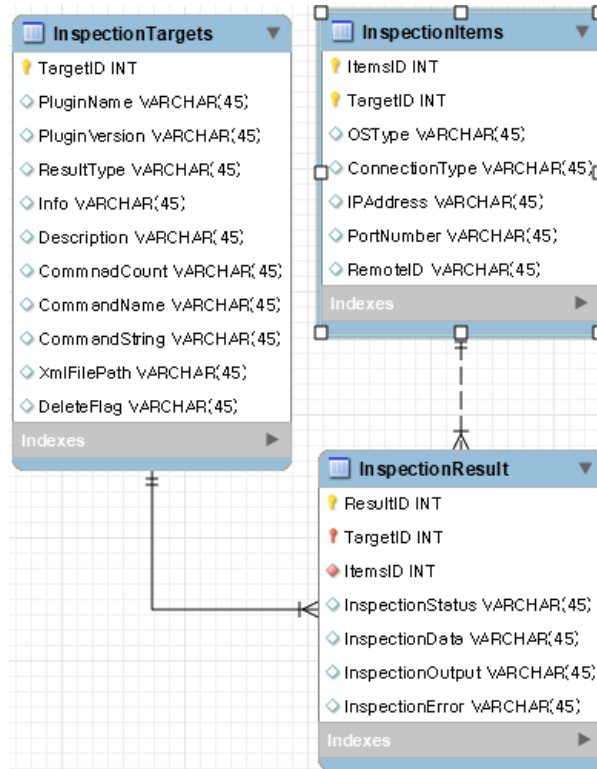 InspectionTargets
TargetID INT
PluginName VARCHAR(45)
PluginVersion VARCHAR(45)
ResultType VARCHAR(45)
Info VARCHAR(45)
Description VARCHAR(45)
CommnadCount VARCHAR(45)
CommandName VARCHAR(45)
CommandString VARCHAR(45)
XmlFilePath VARCHAR(45)
DeleteFlag VARCHAR(45)
Indexes
InspectionItems
ItemsID INT
TargetID INT
OSType VARCHAR(45)
ConnectionType VARCHAR(45)
IPAddress VARCHAR(45)
PortNumber VARCHAR(45)
RemoteID VARCHAR(45)
Indexes
InspectionResult
ResultID INT
TargetID INT
ItemsID INT
InspectionStatus VARCHAR(45)
InspectionData VARCHAR(45)
InspectionOutput VARCHAR(45)
InspectionError VARCHAR(45)
Indexes